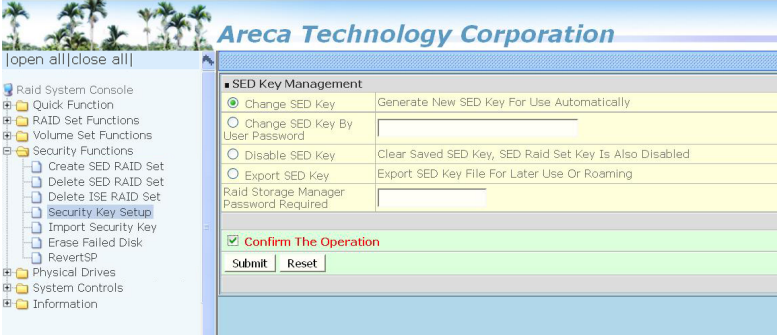 Areca Technology Corporation
|open all|close all|
Raid System Console
Quick Function
RAID Set Functions
Volume Set Functions
Security Functions
Create SED RAID Set
Delete SED RAID Set
Delete ISE RAID Set
Security Key Setup
Import Security Key
Erase Failed Disk
RevertSP
Physical Drives
System Controls
Information
SED Key Management
Change SED Key Generate New SED Key For Use Automatically
Change SED Key By
User Password
Disable SED Key Clear Saved SED Key, SED Raid Set Key Is Also Disabled
Export SED Key Export SED Key File For Later Use Or Roaming
Raid Storage Manager
Password Required
Confirm The Operation
Submit Reset